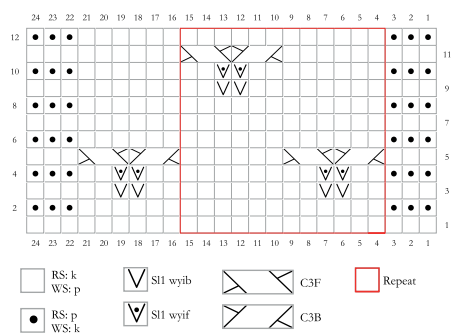 24 23 22 21 20 19 18 17 16 15 14 13 12 11 10 9 8 7 6 5 4 3 2 1
12
11
10
9
8
7
6
5
4
3
2
1
24 23 22 21 20 19 18 17 16 15 14 13 12 11 10 9 8 7 6 5 4 3 2 1
RS: k
WS: p
Sl1 wyib
C3F
Repeat
RS: p
WS: k
Sl1 wyif
C3B